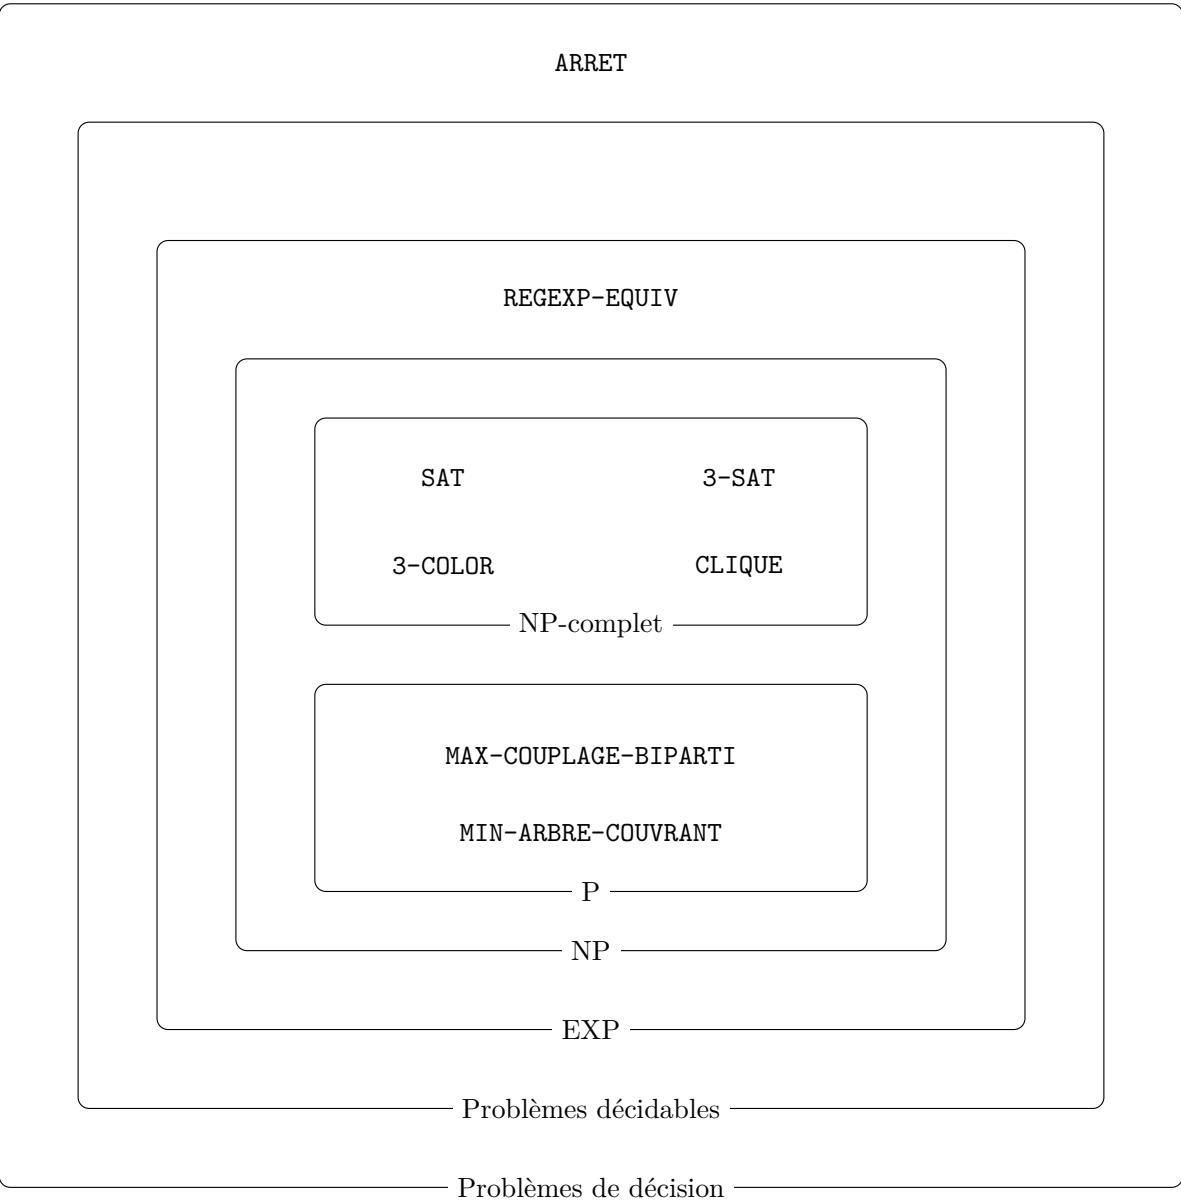 ARRET
REGEXP-EQUIV
SAT 3-SAT
3-COLOR CLIQUE
NP-complet
MAX-COUPLAGE-BIPARTI
MIN-ARBRE-COUVRANT
P
NP
EXP
Problèmes décidables
Problèmes de décision